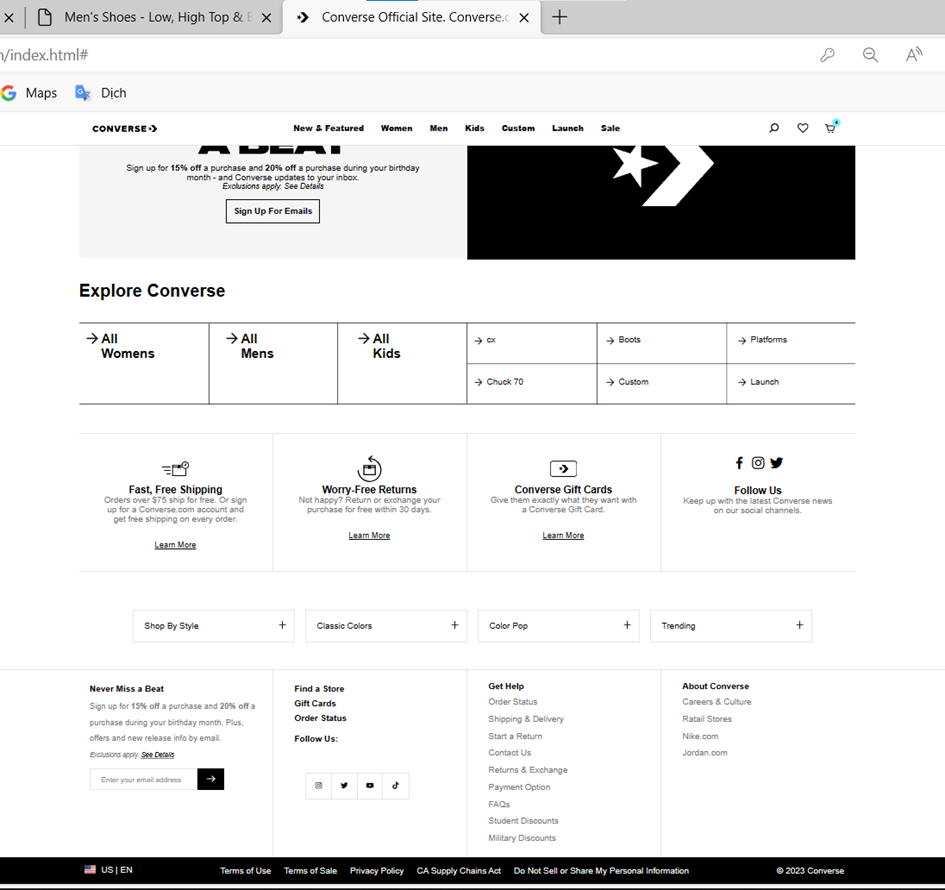 Men's Shoes - Low, High Top &
Converse Official Site. Converse.c
/index.html#
Maps
Dịch
CONVERSE
New & Featured Women Men Kids Custom Launch Sale
4
A BEAT
Sign up for 15% off a purchase and 20% off a purchase during your birthday
month - and Converse updates to your inbox.
Exclusions apply. See Details
Sign Up For Emails
Explore Converse
All
Womens
All
Mens
All
Kids
cx
Boots
Platforms
Chuck 70
Custom
Launch
Fast, Free Shipping
Orders over $75 ship for free. Or sign
up for a Converse.com account and
get free shipping on every order.
Learn More
Worry-Free Returns
Not happy? Return or exchange your
purchase for free within 30 days.
Learn More
Converse Gift Cards
Give them exactly what they want with
a Converse Gift Card.
Learn More
Follow Us
Keep up with the latest Converse news
on our social channels.
Shop By Style +
Classic Colors +
Color Pop +
Trending +
Never Miss a Beat
Sign up for 15% off a purchase and 20% off a
purchase during your birthday month. Plus,
offers and new release info by email.
Exclusions apply. See Details
Enter your email address
Find a Store
Gift Cards
Order Status
Follow Us:
Get Help
Order Status
Shipping & Delivery
Start a Return
Contact Us
Returns & Exchange
Payment Option
FAQs
Student Discounts
Military Discounts
About Converse
Careers & Culture
Ratail Stores
Nike.com
Jordan.com
US | EN
Terms of Use Terms of Sale Privacy Policy CA Supply Chains Act Do Not Sell or Share My Personal Information
© 2023 Converse